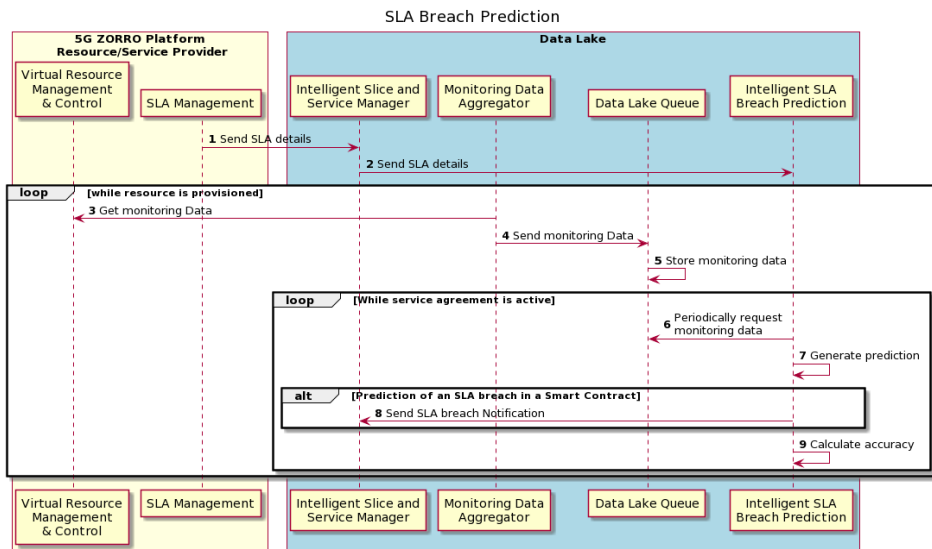 SLA Breach Prediction
5G ZORRO Platform
Resource/Service Provider
Data Lake
Virtual Resource
Management
& Control
SLA Management
Intelligent Slice and
Service Manager
Monitoring Data
Aggregator
Data Lake Queue
Intelligent SLA
Breach Prediction
1 Send SLA details
2 Send SLA details
loop [while resource is provisioned]
3 Get monitoring Data
4 Send monitoring Data
5 Store monitoring data
loop [While service agreement is active]
6 Periodically request
monitoring data
7 Generate prediction
alt [Prediction of an SLA breach in a Smart Contract]
8 Send SLA breach Notification
9 Calculate accuracy
Virtual Resource
Management
& Control
SLA Management
Intelligent Slice and
Service Manager
Monitoring Data
Aggregator
Data Lake Queue
Intelligent SLA
Breach Prediction